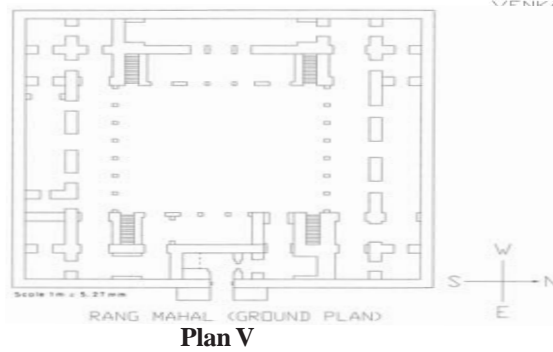 W
S N
E
Scale 1m = 5.27mm
RANG MAHAL (GROUND PLAN)
Plan V